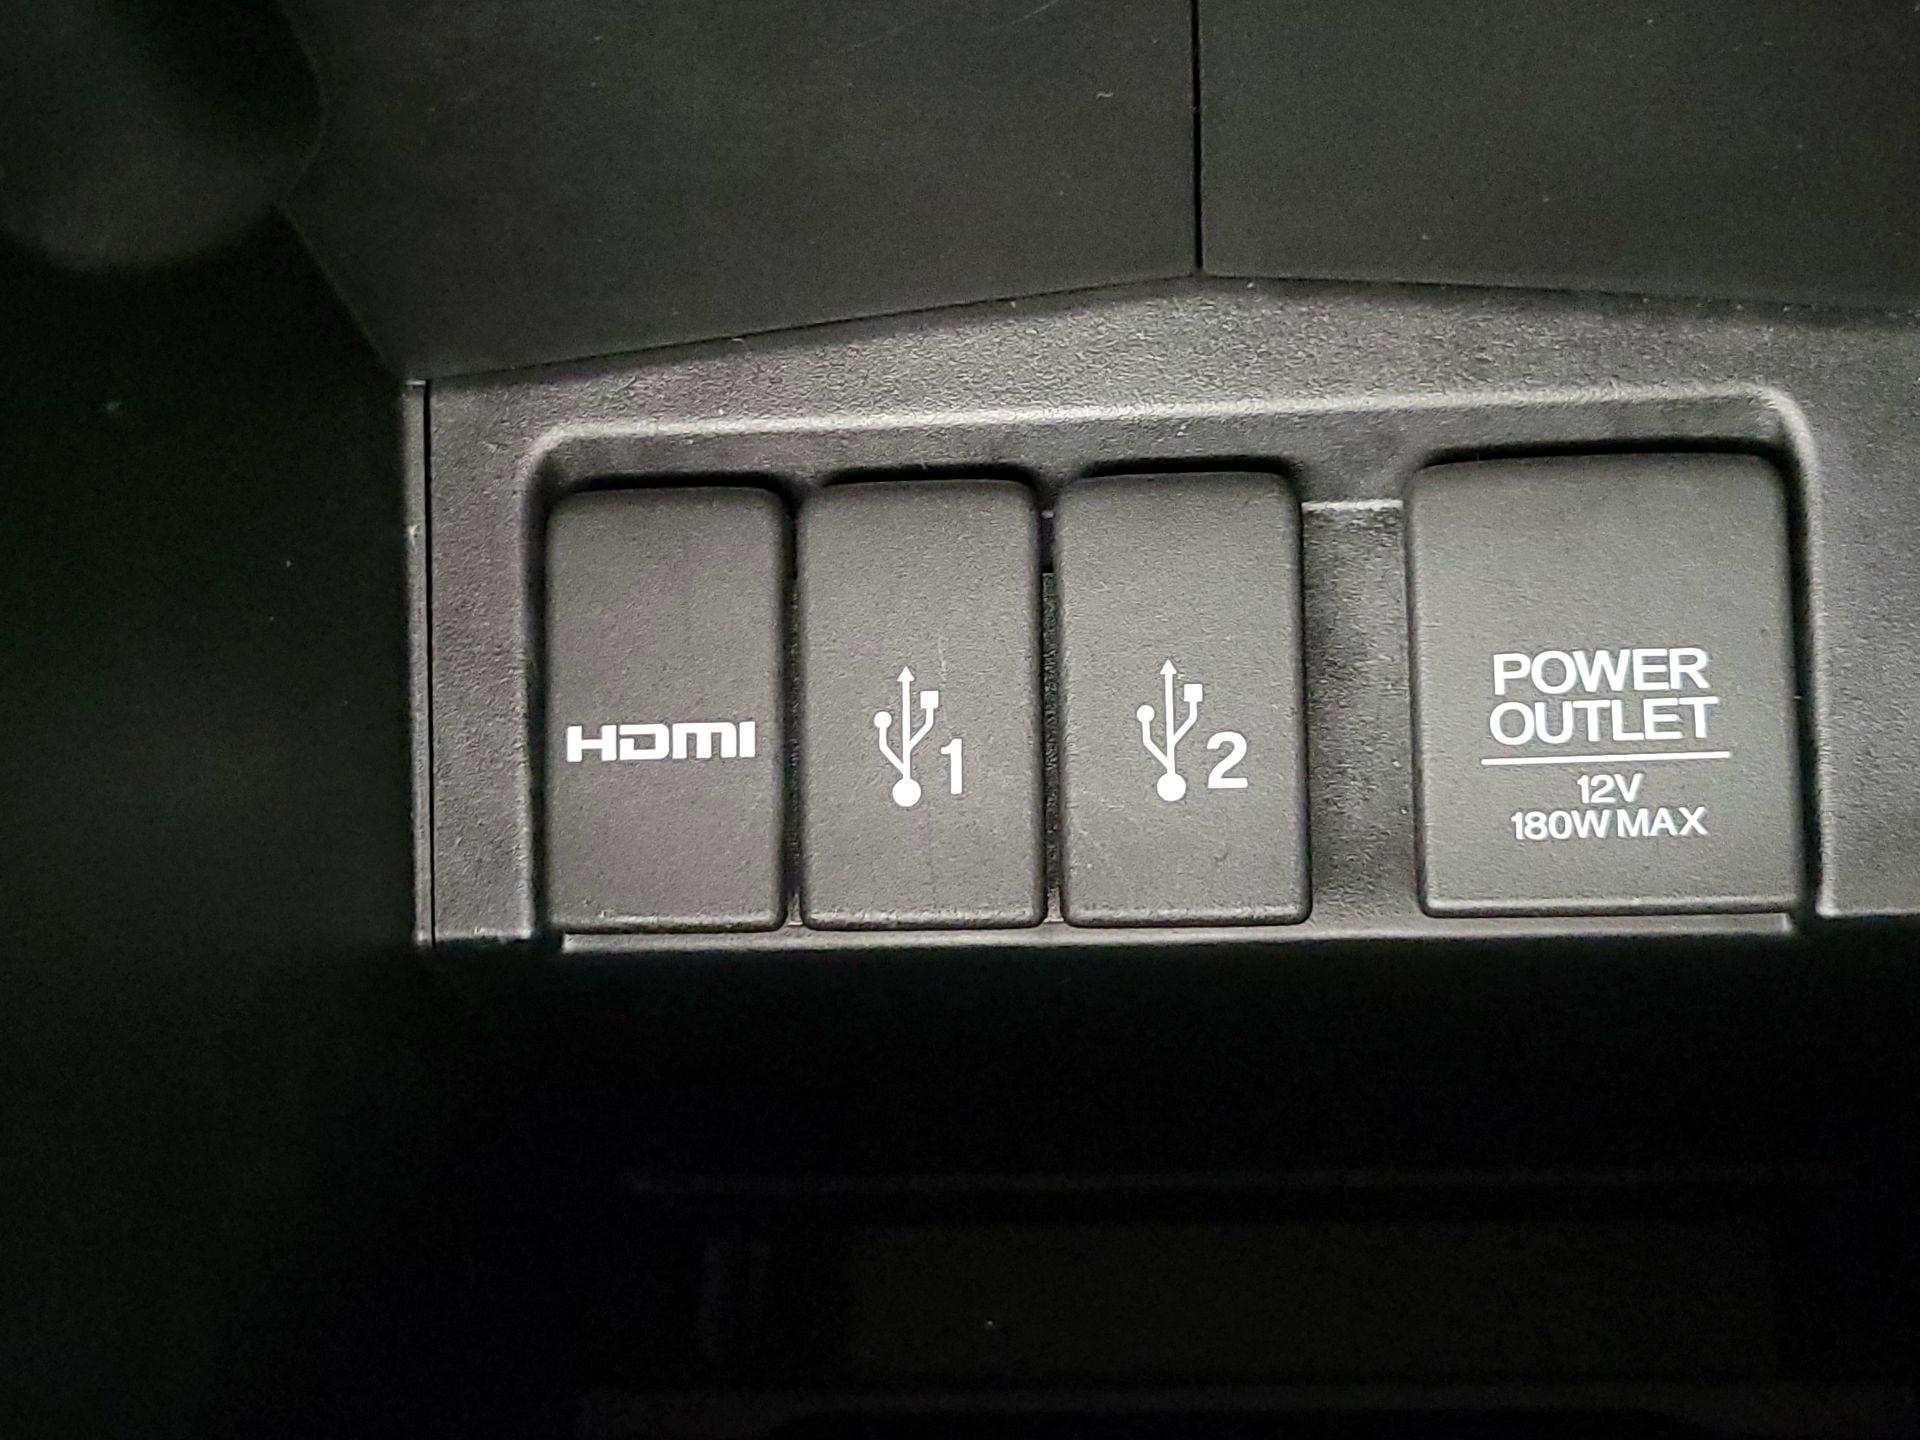 HDMI
1
2
POWER
OUTLET
12V
180W MAX